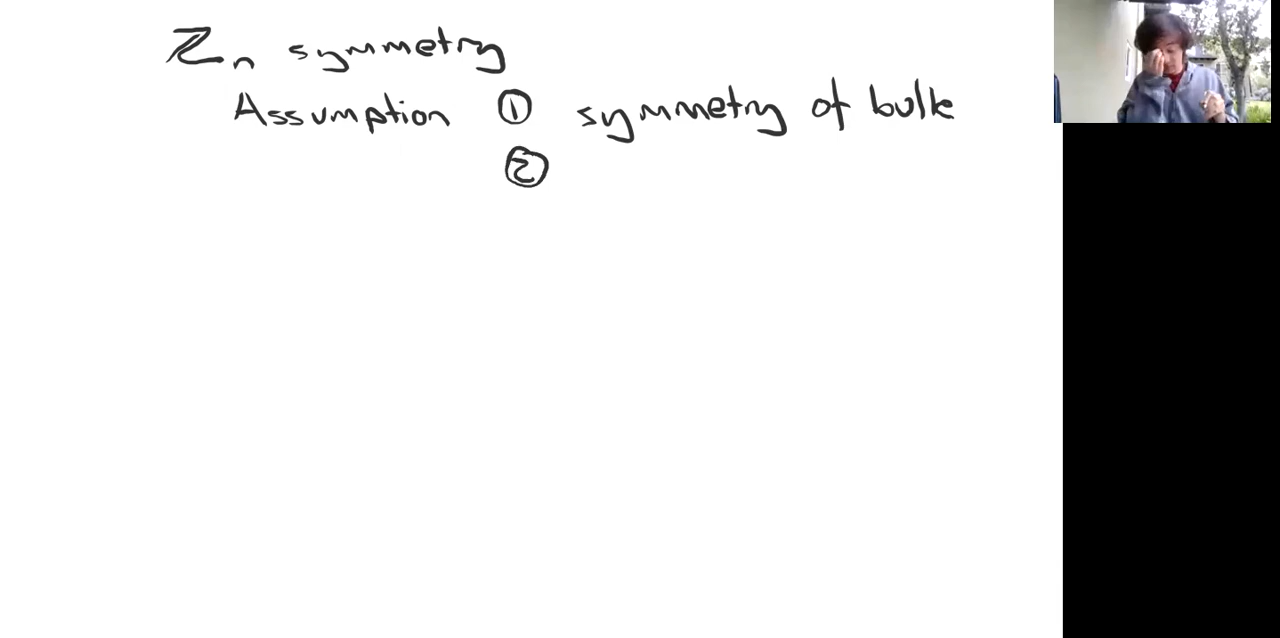 ℤₙ symmetry
Assumption ① symmetry of bulk
②